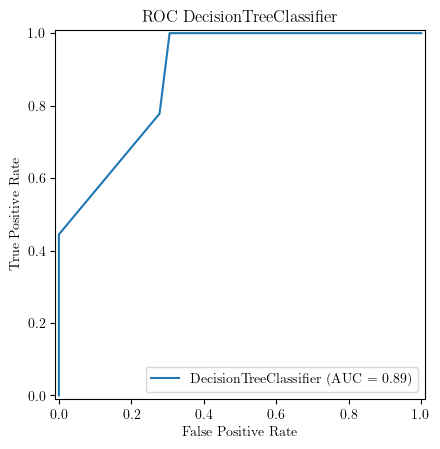 ROC DecisionTreeClassifier
True Positive Rate
1.0
0.8
0.6
0.4
0.2
0.0
DecisionTreeClassifier (AUC = 0.89)
0.0 0.2 0.4 0.6 0.8 1.0
False Positive Rate